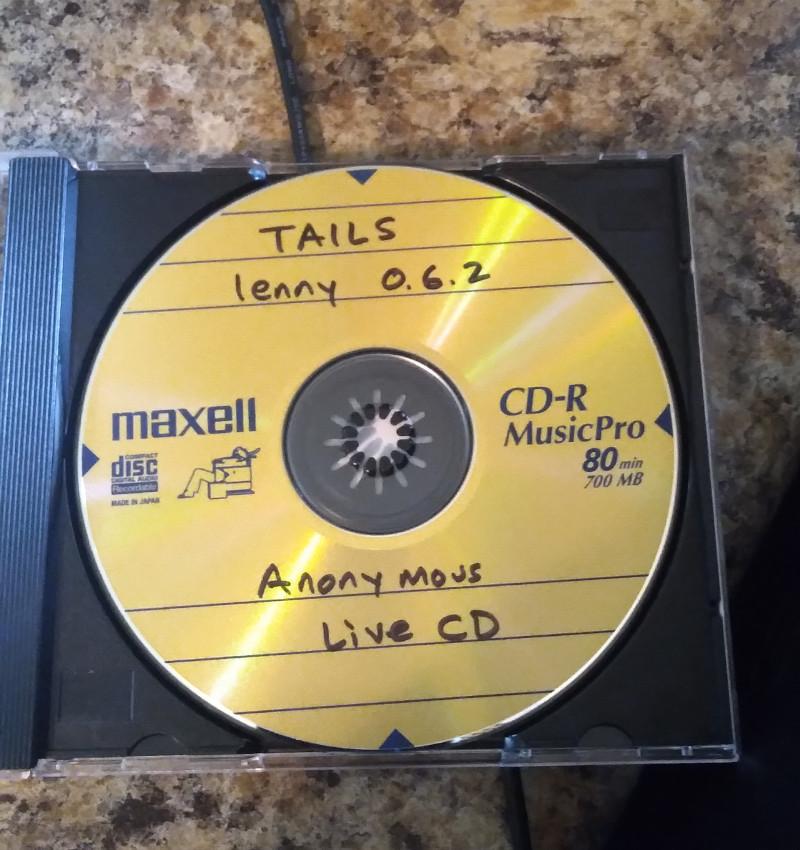 TAILS
lenny 0.6.2
maxell
CD-R
MusicPro
80 min
700 MB
COMPACT
disc
DIGITAL AUDIO
Recordable
MADE IN JAPAN
Anonymous
Live CD